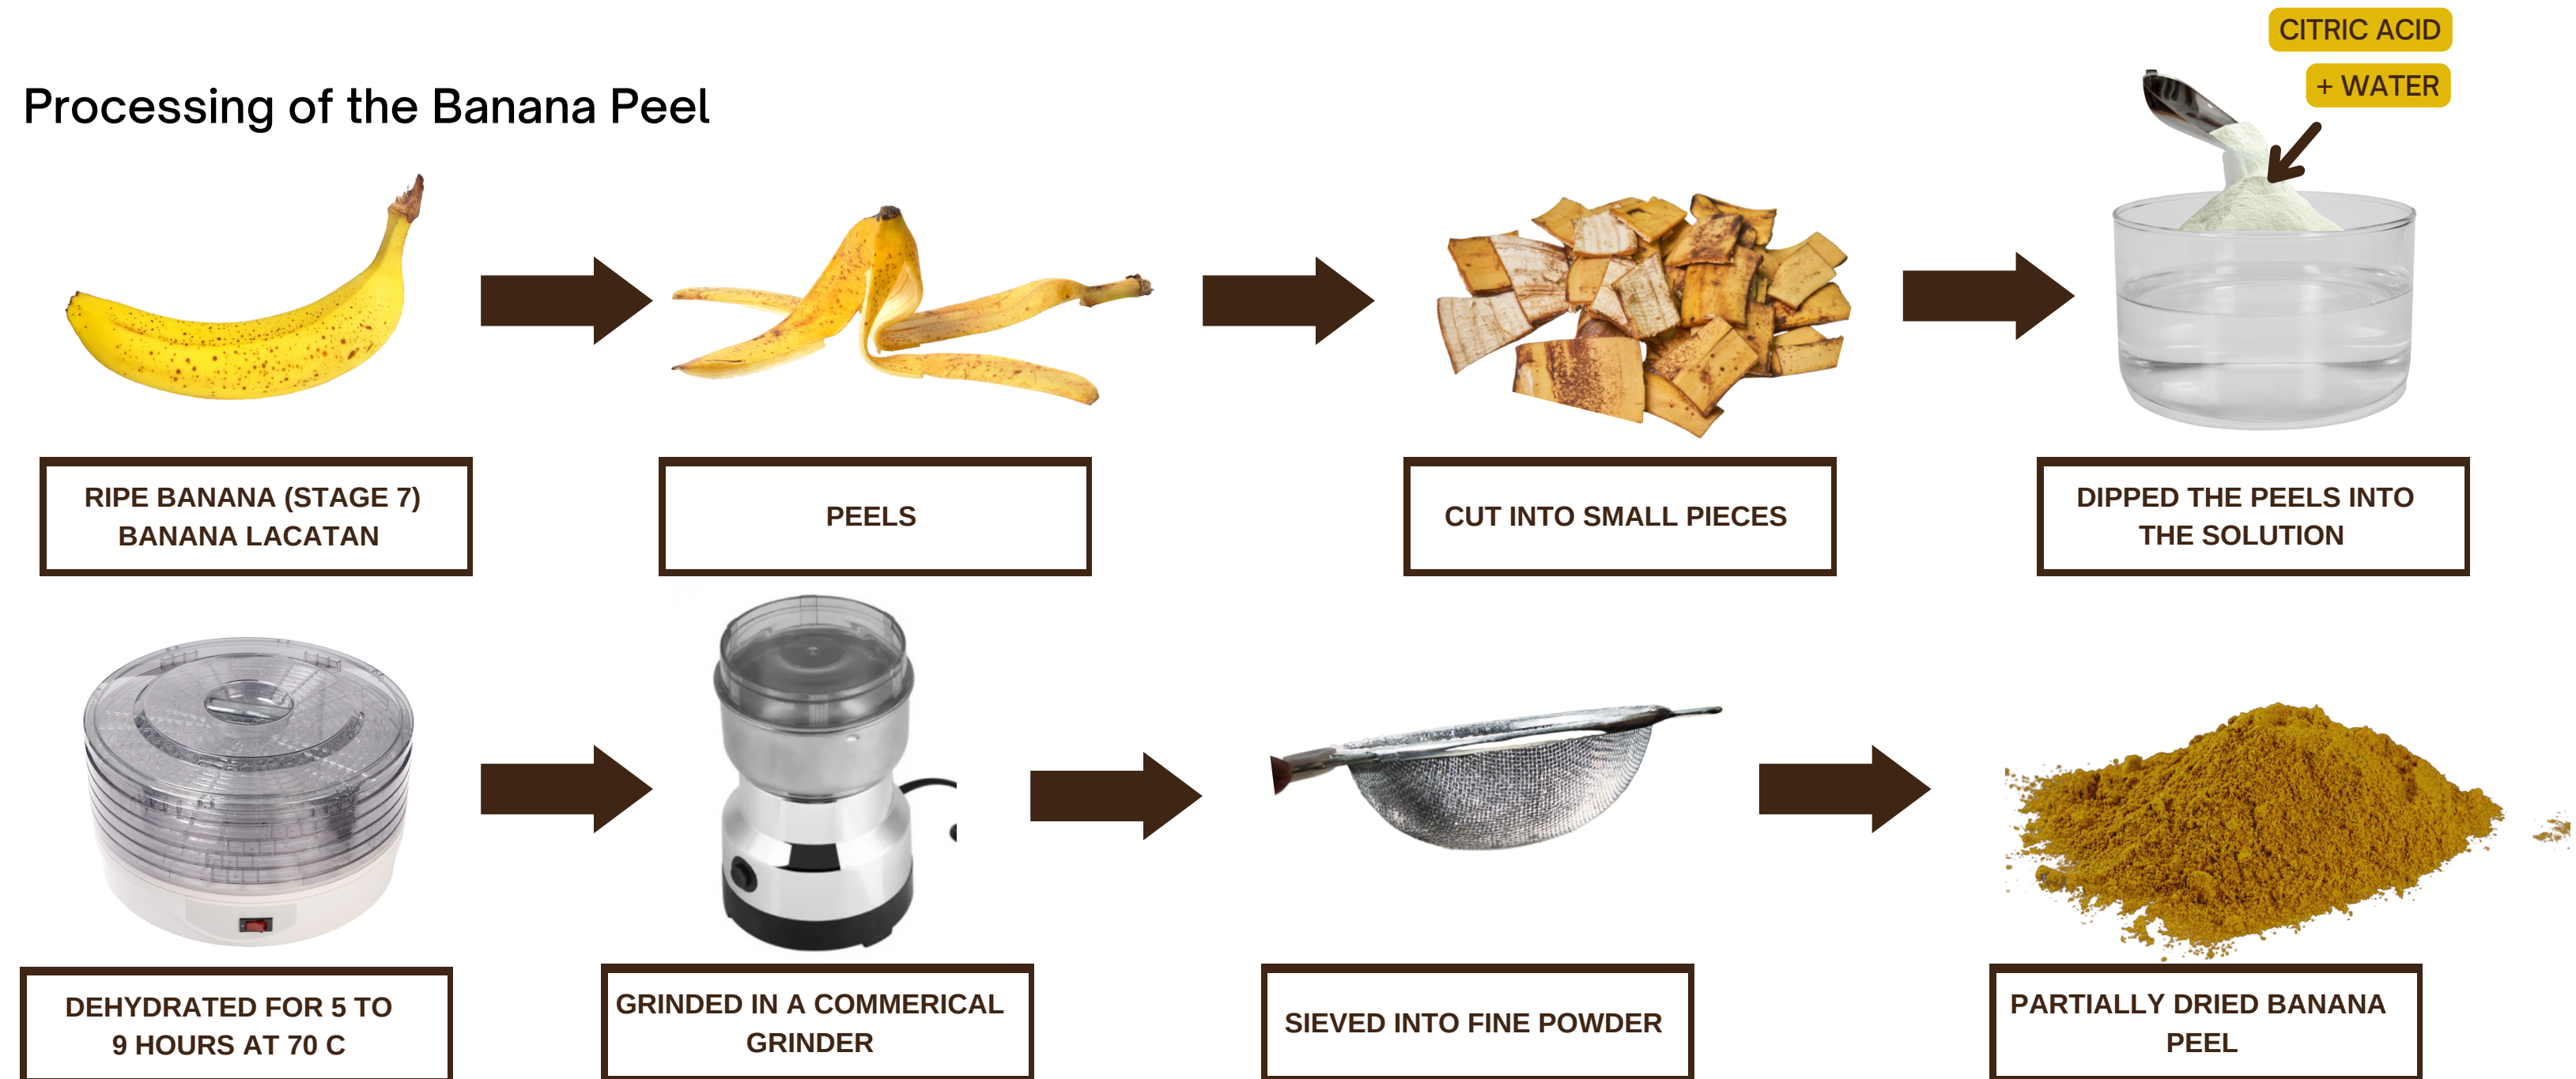 CITRIC ACID
+ WATER
Processing of the Banana Peel
RIPE BANANA (STAGE 7)
BANANA LACATAN
PEELS
CUT INTO SMALL PIECES
DIPPED THE PEELS INTO
THE SOLUTION
DEHYDRATED FOR 5 TO
9 HOURS AT 70 C
GRINDED IN A COMMERICAL
GRINDER
SIEVED INTO FINE POWDER
PARTIALLY DRIED BANANA
PEEL